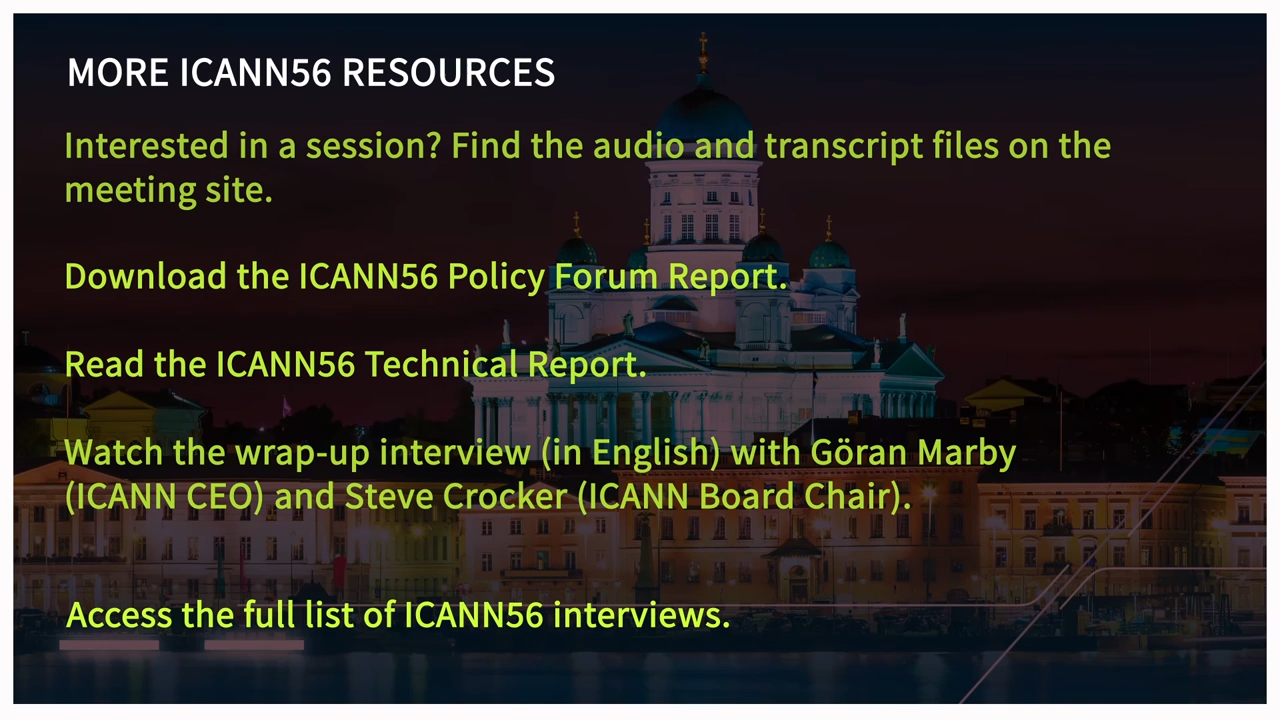 MORE ICANN56 RESOURCES
Interested in a session? Find the audio and transcript files on the
meeting site.
Download the ICANN56 Policy Forum Report.
Read the ICANN56 Technical Report.
Watch the wrap-up interview (in English) with Göran Marby
(ICANN CEO) and Steve Crocker (ICANN Board Chair).
Access the full list of ICANN56 interviews.